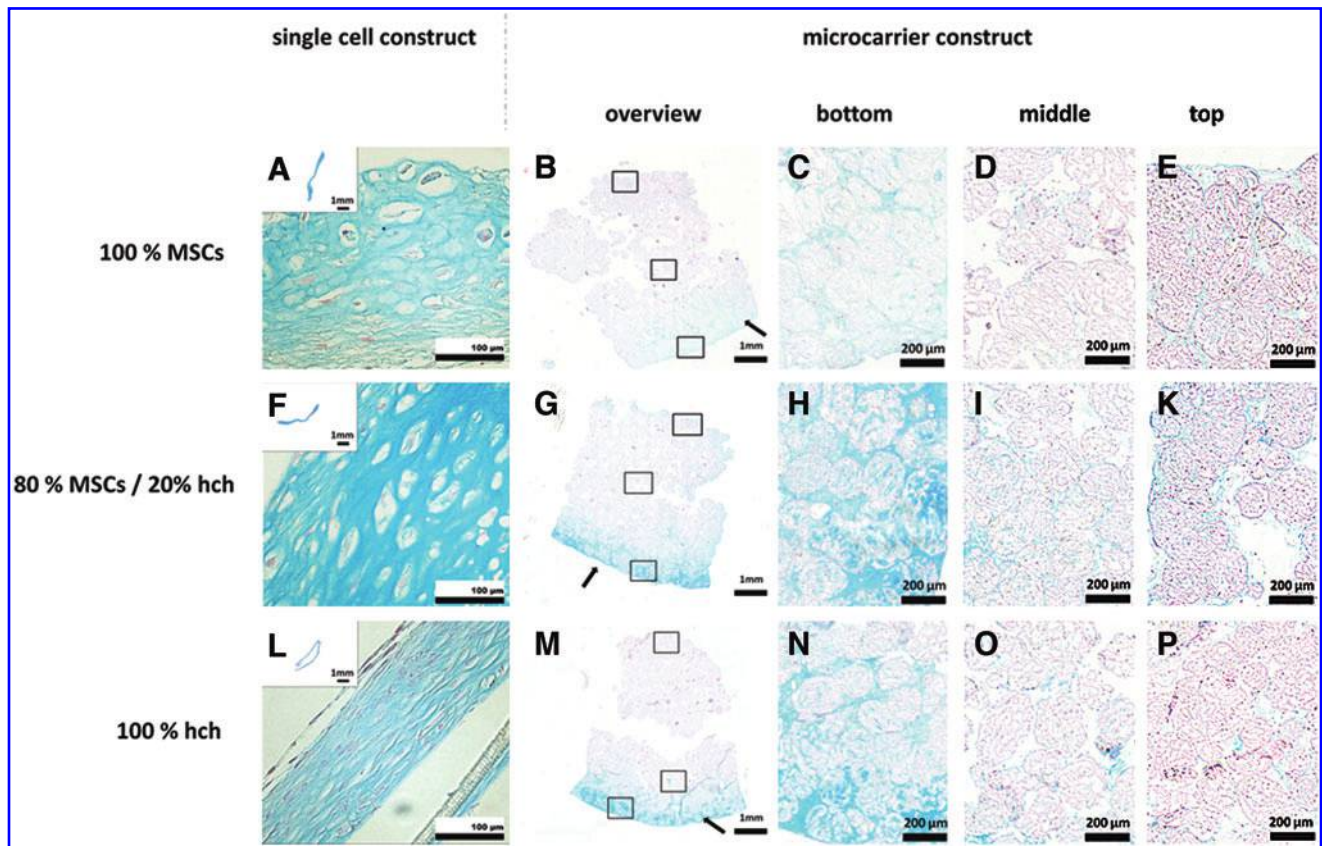 single cell construct
microcarrier construct
overview
bottom
middle
top
100 % MSCs
A
1mm
100 µm
B
1mm
C
200 µm
D
200 µm
E
200 µm
80 % MSCs / 20% hch
F
1mm
100 µm
G
1mm
H
200 µm
I
200 µm
K
200 µm
100 % hch
L
1mm
100 µm
M
1mm
N
200 µm
O
200 µm
P
200 µm